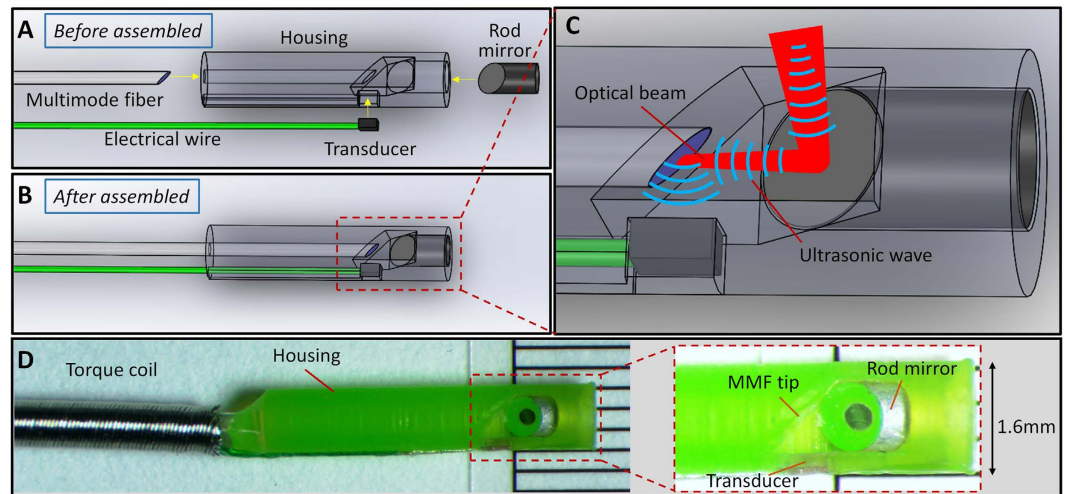 A
Before assembled
Housing
Rod
mirror
Multimode fiber
Electrical wire
Transducer
B
After assembled
C
Optical beam
Ultrasonic wave
D
Torque coil
Housing
MMF tip
Rod mirror
Transducer
1.6mm